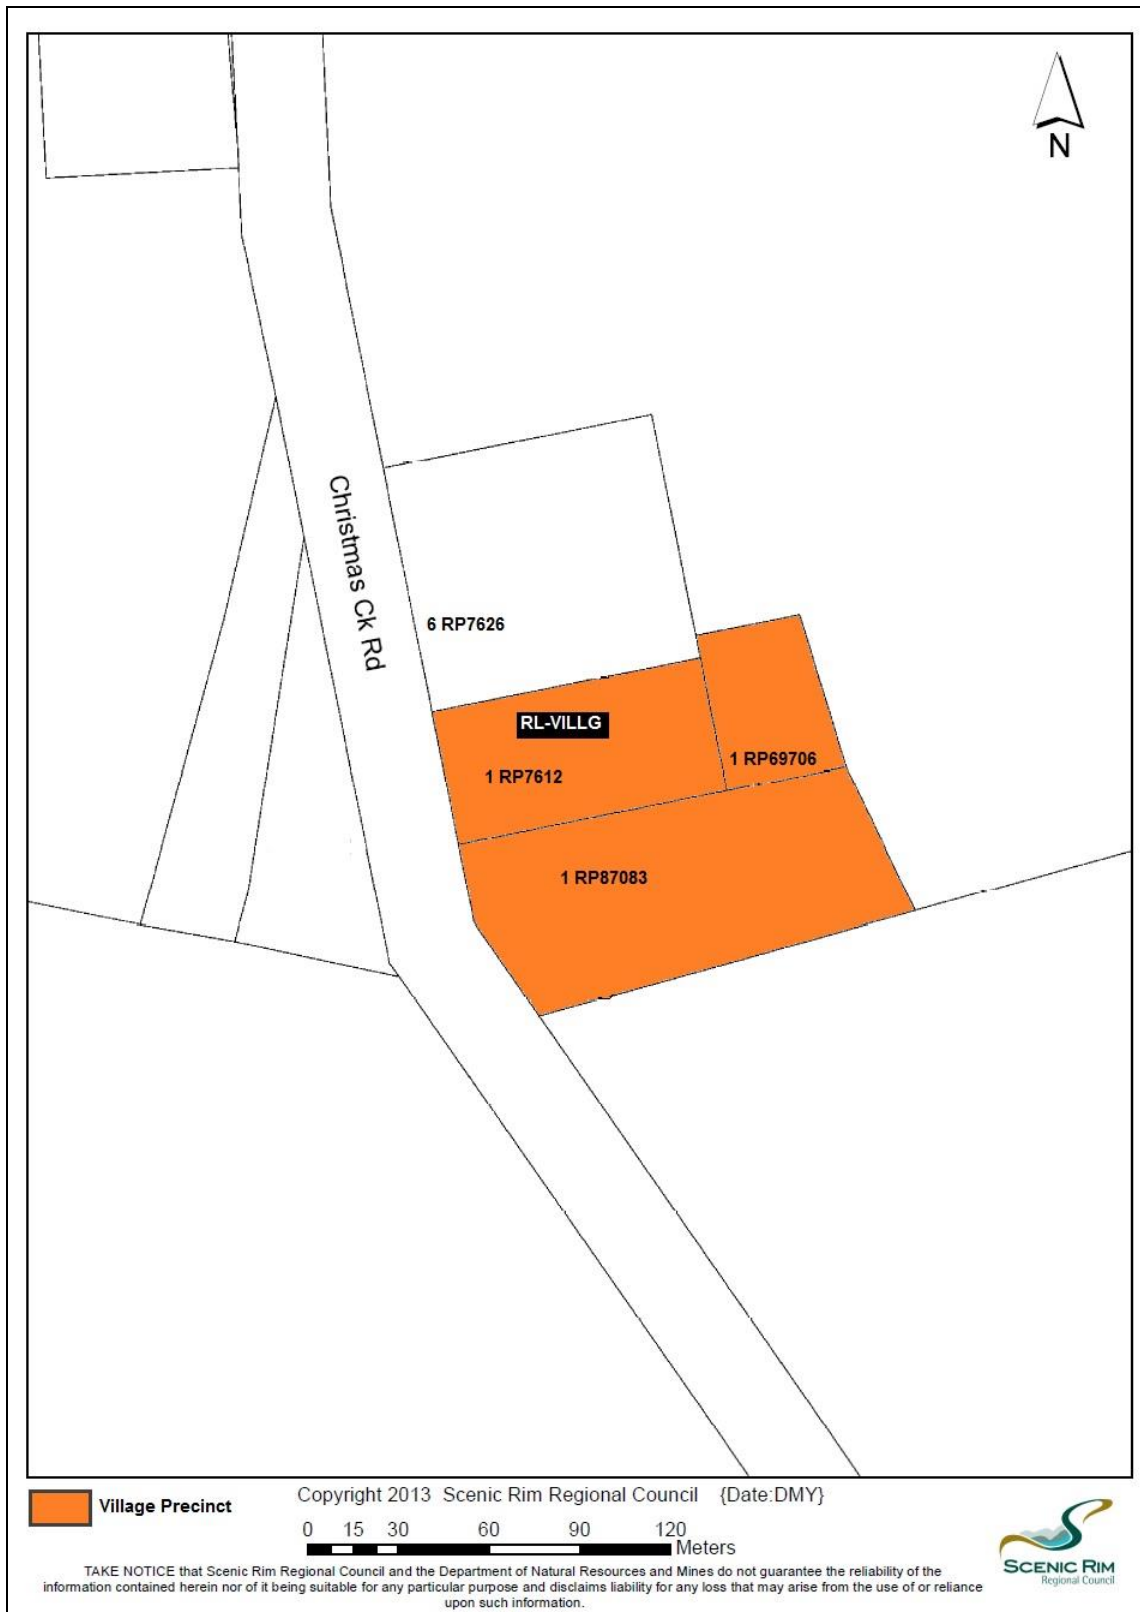 N
Christmas Ck Rd
6 RP7626
RL-VILLG
1 RP69706
1 RP7612
1 RP87083
Village Precinct
Copyright 2013 Scenic Rim Regional Council {Date:DMY}
0 15 30 60 90 120
Meters
TAKE NOTICE that Scenic Rim Regional Council and the Department of Natural Resources and Mines do not guarantee the reliability of the
information contained herein nor of it being suitable for any particular purpose and disclaims liability for any loss that may arise from the use of or reliance
upon such information.
SCENIC RIM
Regional Council